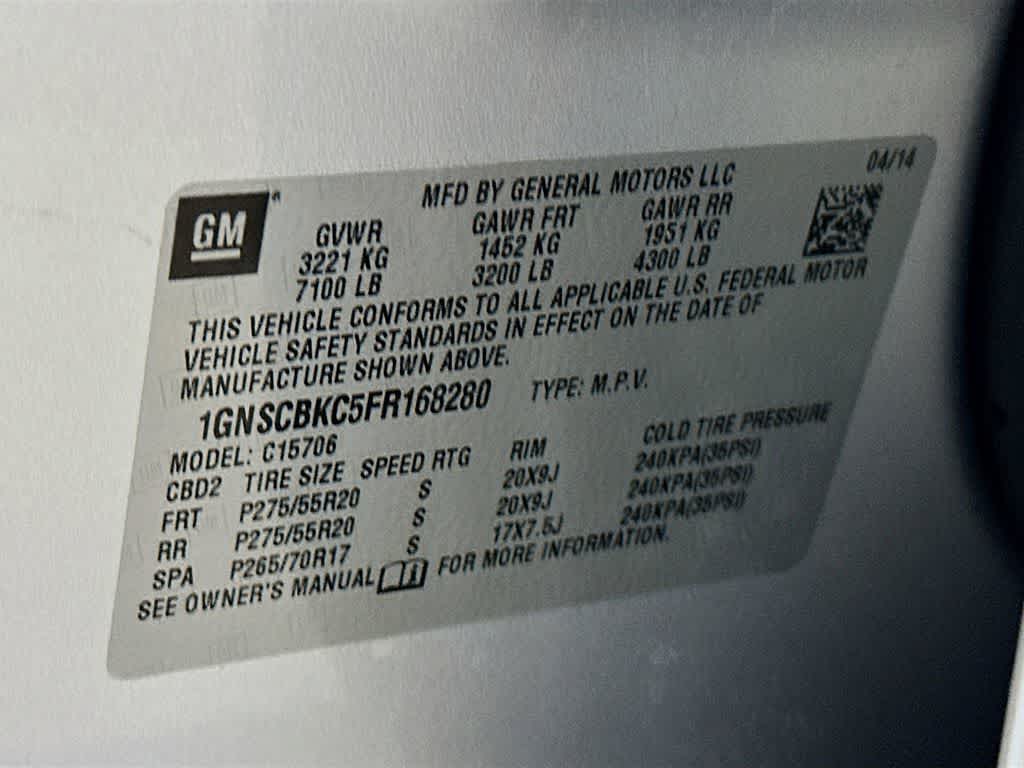 04/14
GM
MFD BY GENERAL MOTORS LLC
GVWR GAWR FRT GAWR RR
3221 KG 1452 KG 1951 KG
7100 LB 3200 LB 4300 LB
THIS VEHICLE CONFORMS TO ALL APPLICABLE U.S. FEDERAL MOTOR
VEHICLE SAFETY STANDARDS IN EFFECT ON THE DATE OF
MANUFACTURE SHOWN ABOVE.
1GNSCBKC5FR168280 TYPE: M.P.V.
MODEL: C15706
CBD2 TIRE SIZE SPEED RTG RIM COLD TIRE PRESSURE
FRT P275/55R20 S 20X9J 240KPA(35PSI)
RR P275/55R20 S 20X9J 240KPA(35PSI)
SPA P265/70R17 S 17X7.5J 240KPA(35PSI)
SEE OWNER'S MANUAL FOR MORE INFORMATION.